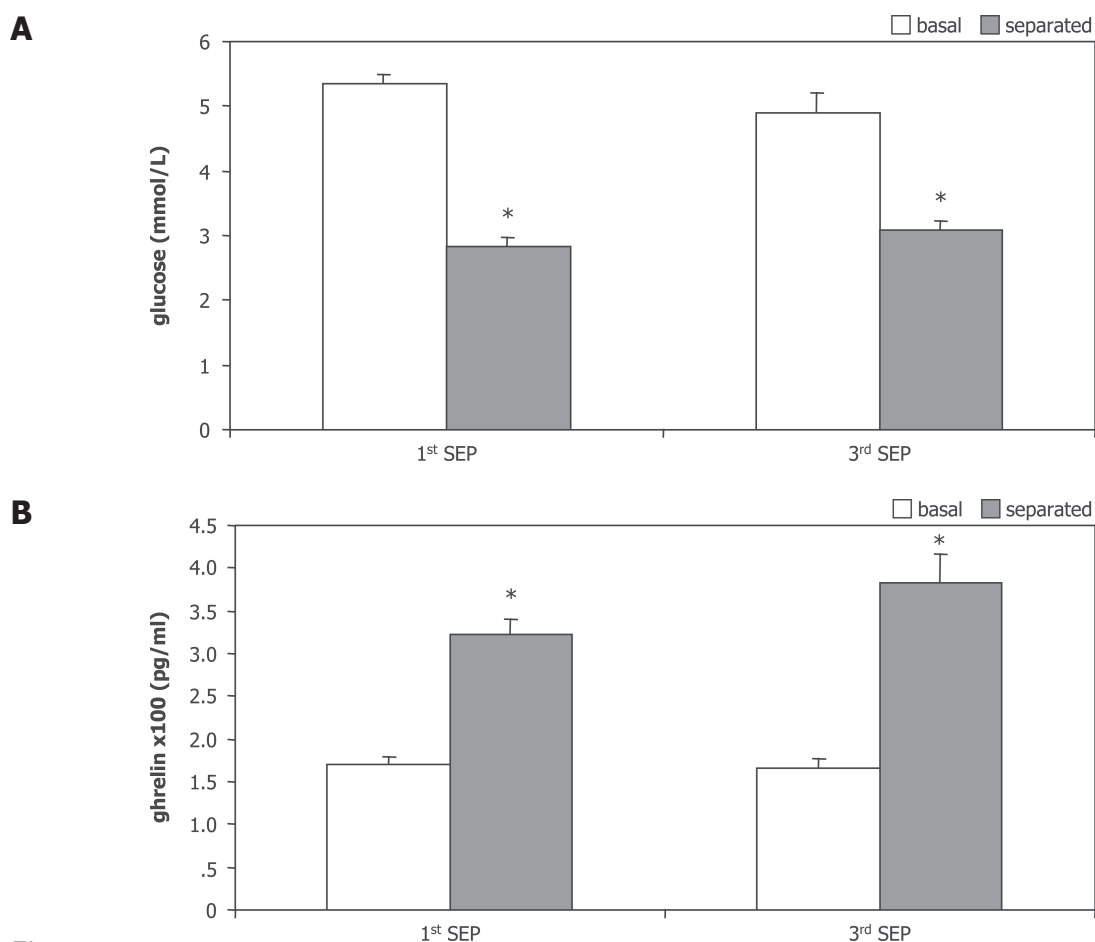 A
basal separated
6
5
4
3
2
1
0
glucose (mmol/L)
*
*
1st SEP
3rd SEP
B
basal separated
4.5
4.0
3.5
3.0
2.5
2.0
1.5
1.0
.5
0
ghrelin x100 (pg/ml)
*
*
1st SEP
3rd SEP